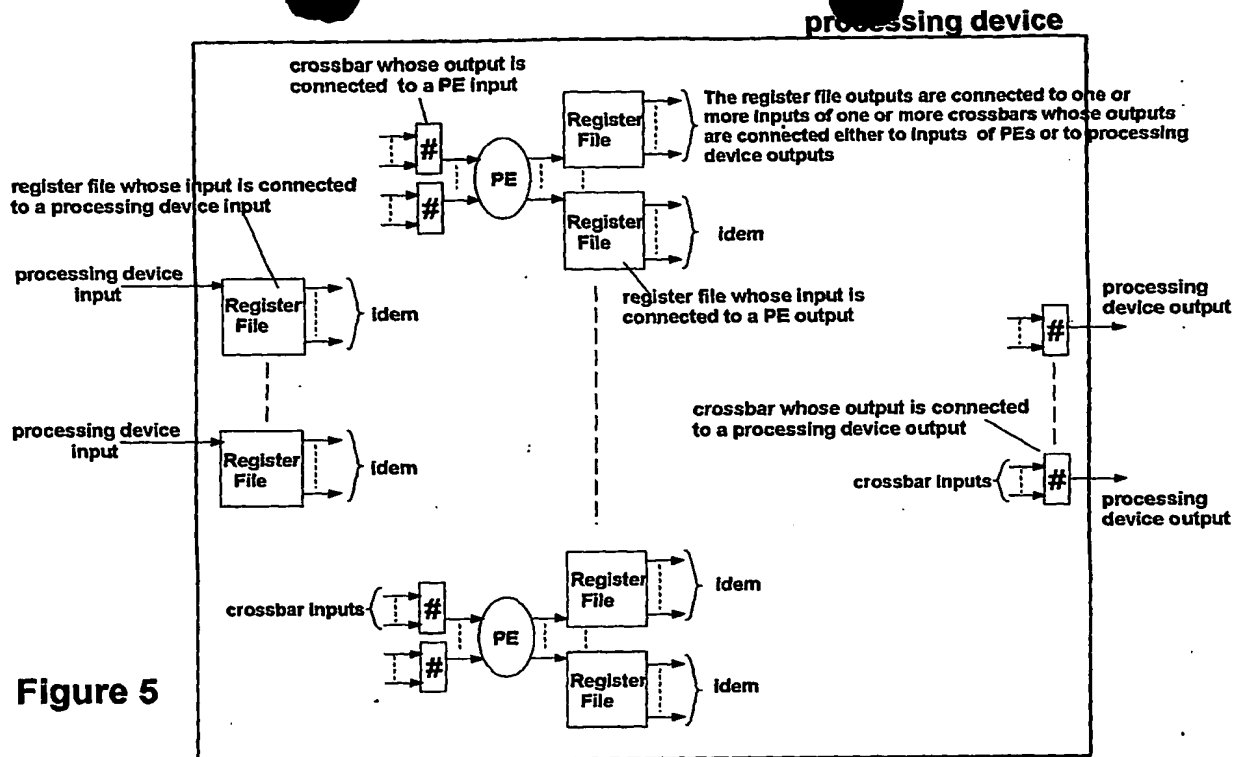 processing device
crossbar whose output is
connected to a PE input
#
#
PE
Register
File
Register
File
The register file outputs are connected to one or
more inputs of one or more crossbars whose outputs
are connected either to inputs of PEs or to processing
device outputs
idem
register file whose input is connected
to a processing device input
processing device
input
Register
File
idem
register file whose input is
connected to a PE output
processing
device output
#
processing device
input
Register
File
idem
crossbar whose output is connected
to a processing device output
crossbar inputs
#
processing
device output
crossbar inputs
#
#
PE
Register
File
idem
Register
File
idem
Figure 5